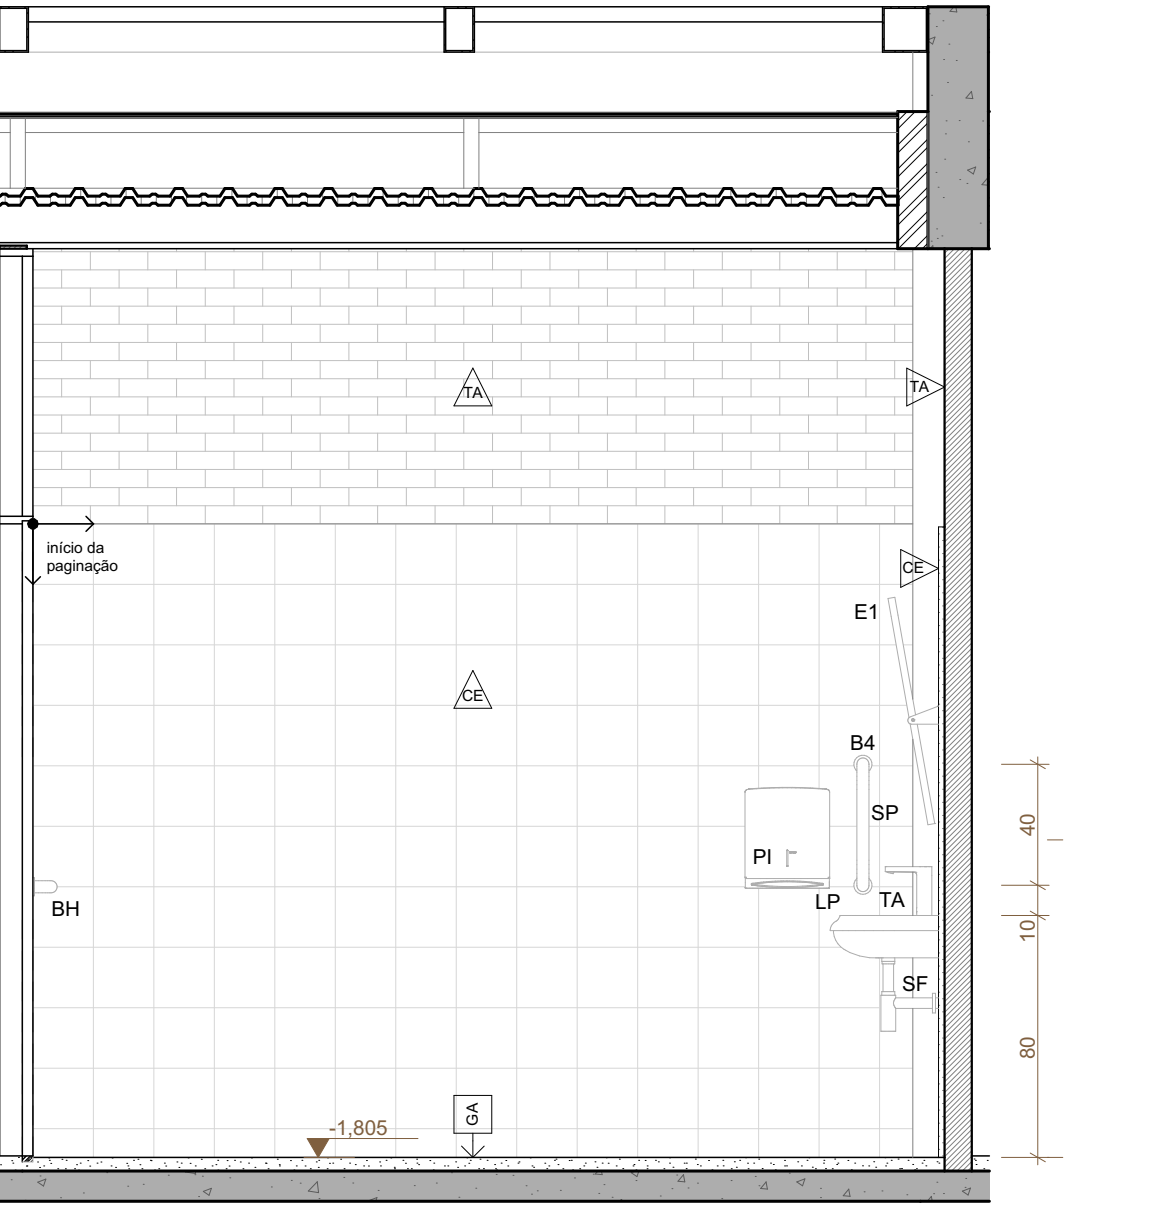 TA
TA
início da
paginação
CE
E1
CE
B4
SP
40
PI
BH
LP
TA
10
SF
80
GA
-1,805